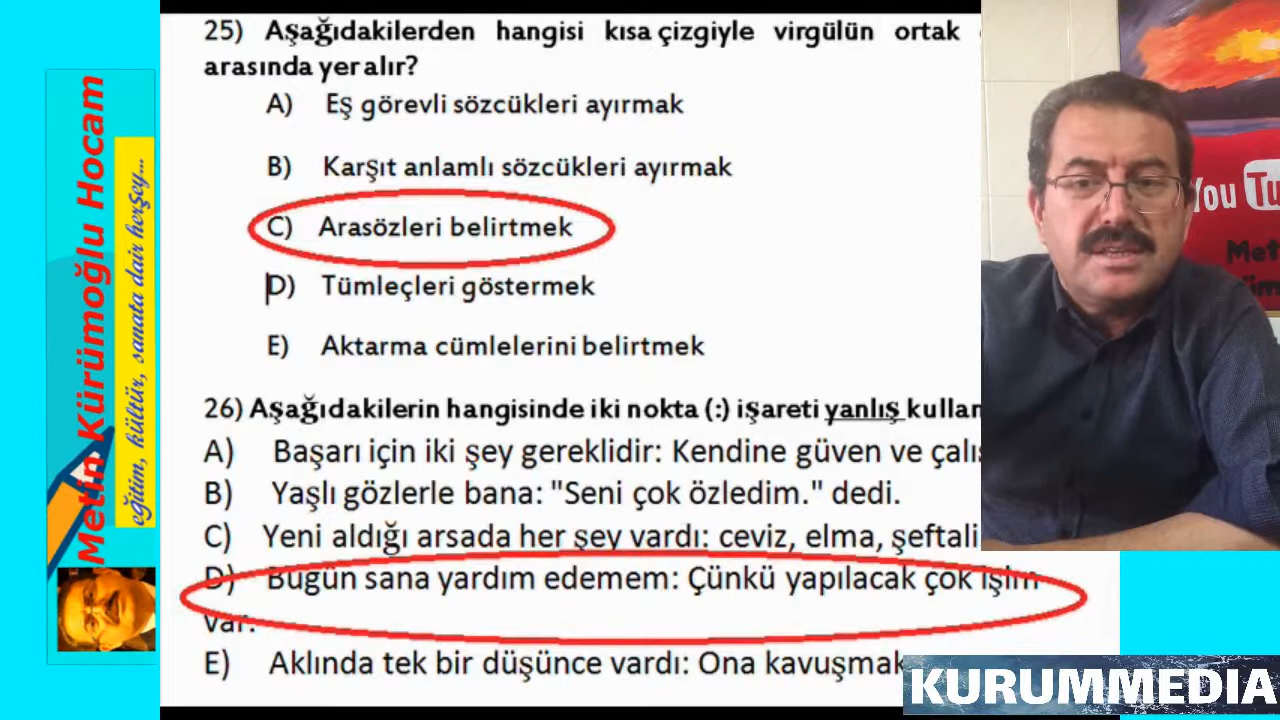 25) Aşağıdakilerden hangisi kısa çizgiyle virgülün ortak
arasında yer alır?
A) Eş görevli sözcükleri ayırmak
B) Karşıt anlamlı sözcükleri ayırmak
C) Arasözleri belirtmek
D) Tümleçleri göstermek
E) Aktarma cümlelerini belirtmek
26) Aşağıdakilerin hangisinde iki nokta (:) işareti yanlış
A) Başarı için iki şey gereklidir: Kendine güven ve
B) Yaşlı gözlerle bana: "Seni çok özledim." dedi.
C) Yeni aldığı arsada her şey vardı: ceviz, elma, şeftali
D) Bugün sana yardım edemem: Çünkü yapılacak çok işim
var.
E) Aklında tek bir düşünce vardı: Ona kavuşmak
Metin Kürümoğlu Hocam
eğitim, kültür, sanata dair herşey...
You
KURUMMEDIA